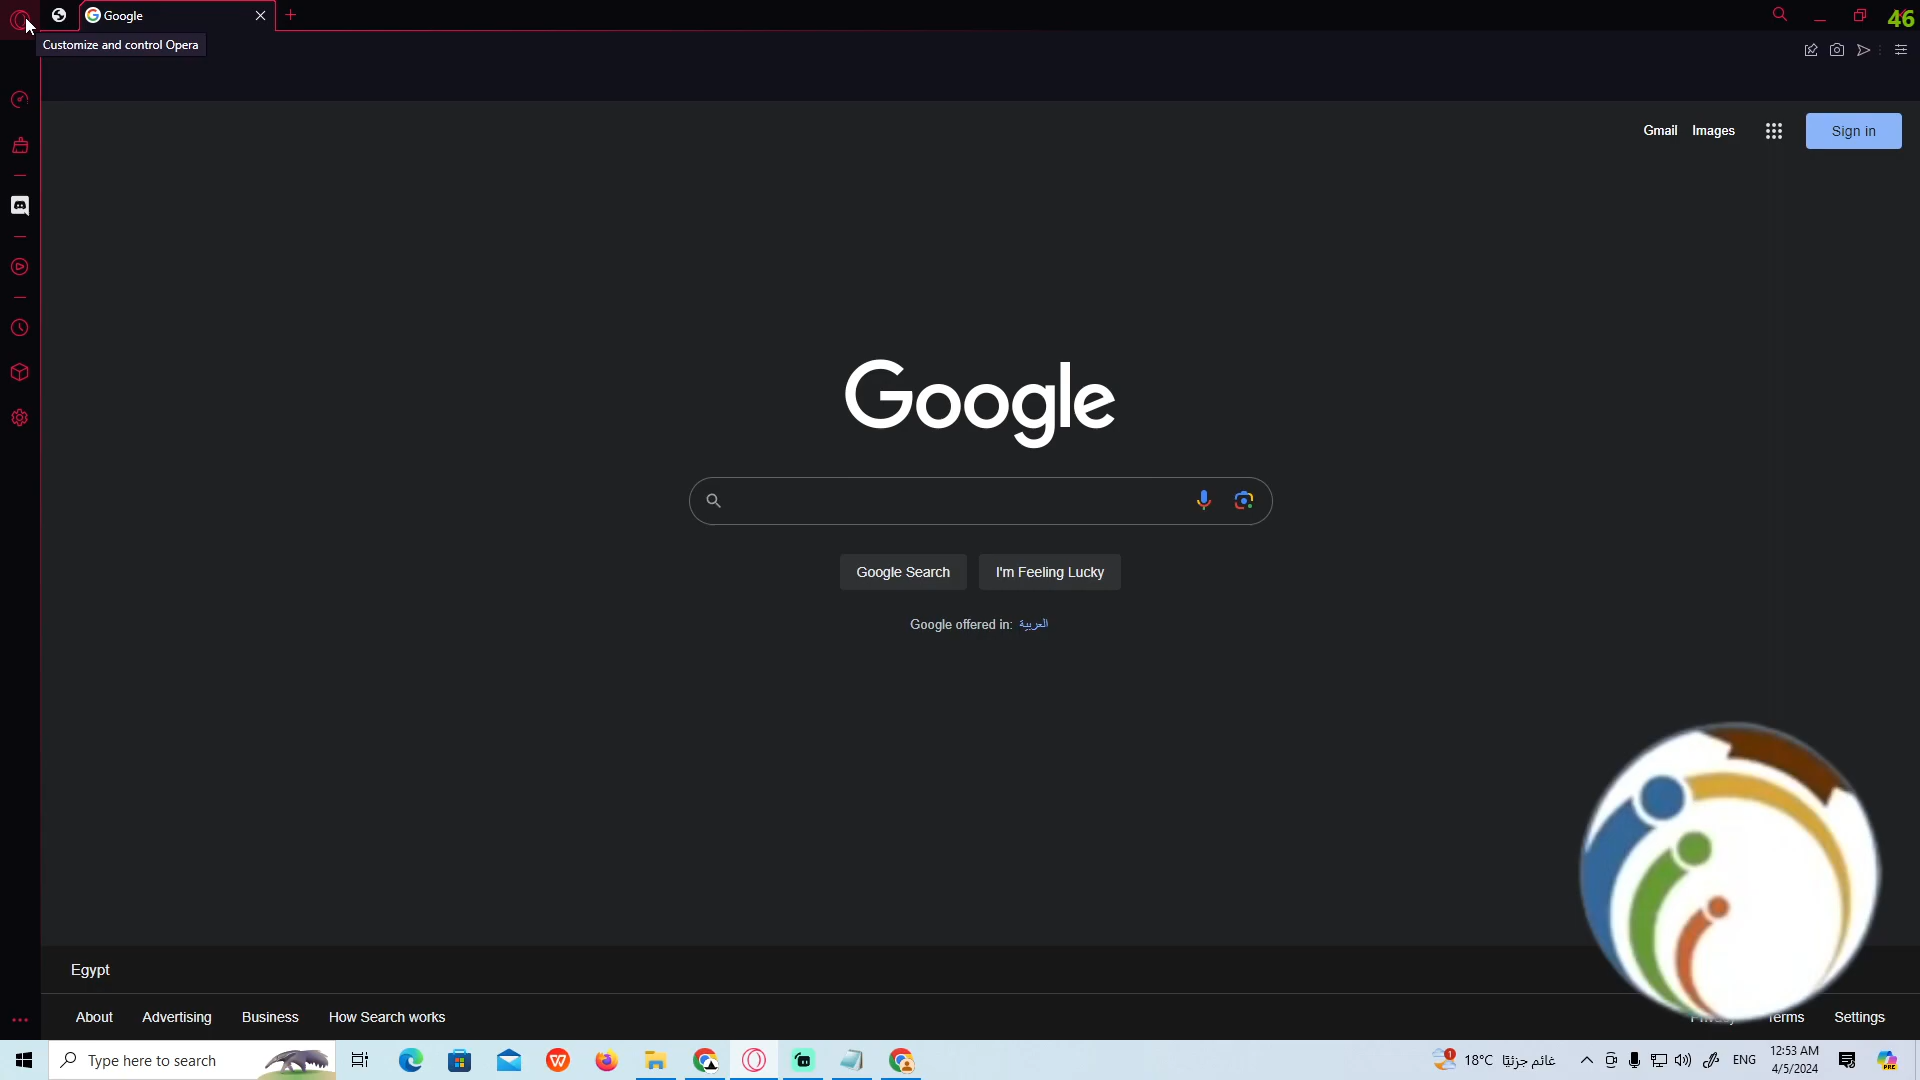 Google
46
Customize and control Opera
Gmail Images Sign in
Google
Google Search I'm Feeling Lucky
Google offered in: العربية
Egypt
About Advertising Business How Search works Terms Settings
Type here to search
1 18°C غائم جزئيًا ENG 12:53 AM
4/5/2024
PRE